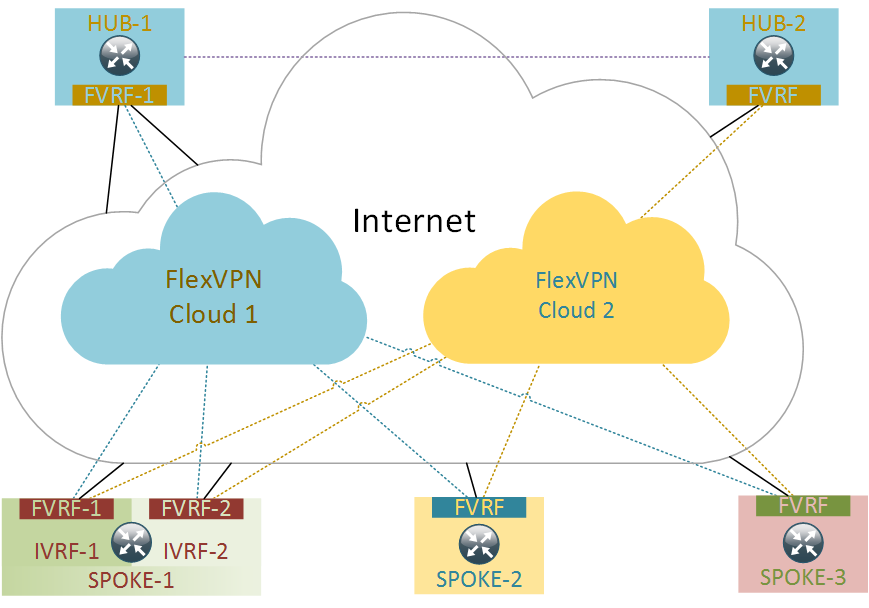 HUB-1
HUB-2
FVRF-1
FVRF
Internet
FlexVPN
Cloud 1
FlexVPN
Cloud 2
FVRF-1
FVRF-2
IVRF-1
IVRF-2
SPOKE-1
FVRF
SPOKE-2
FVRF
SPOKE-3